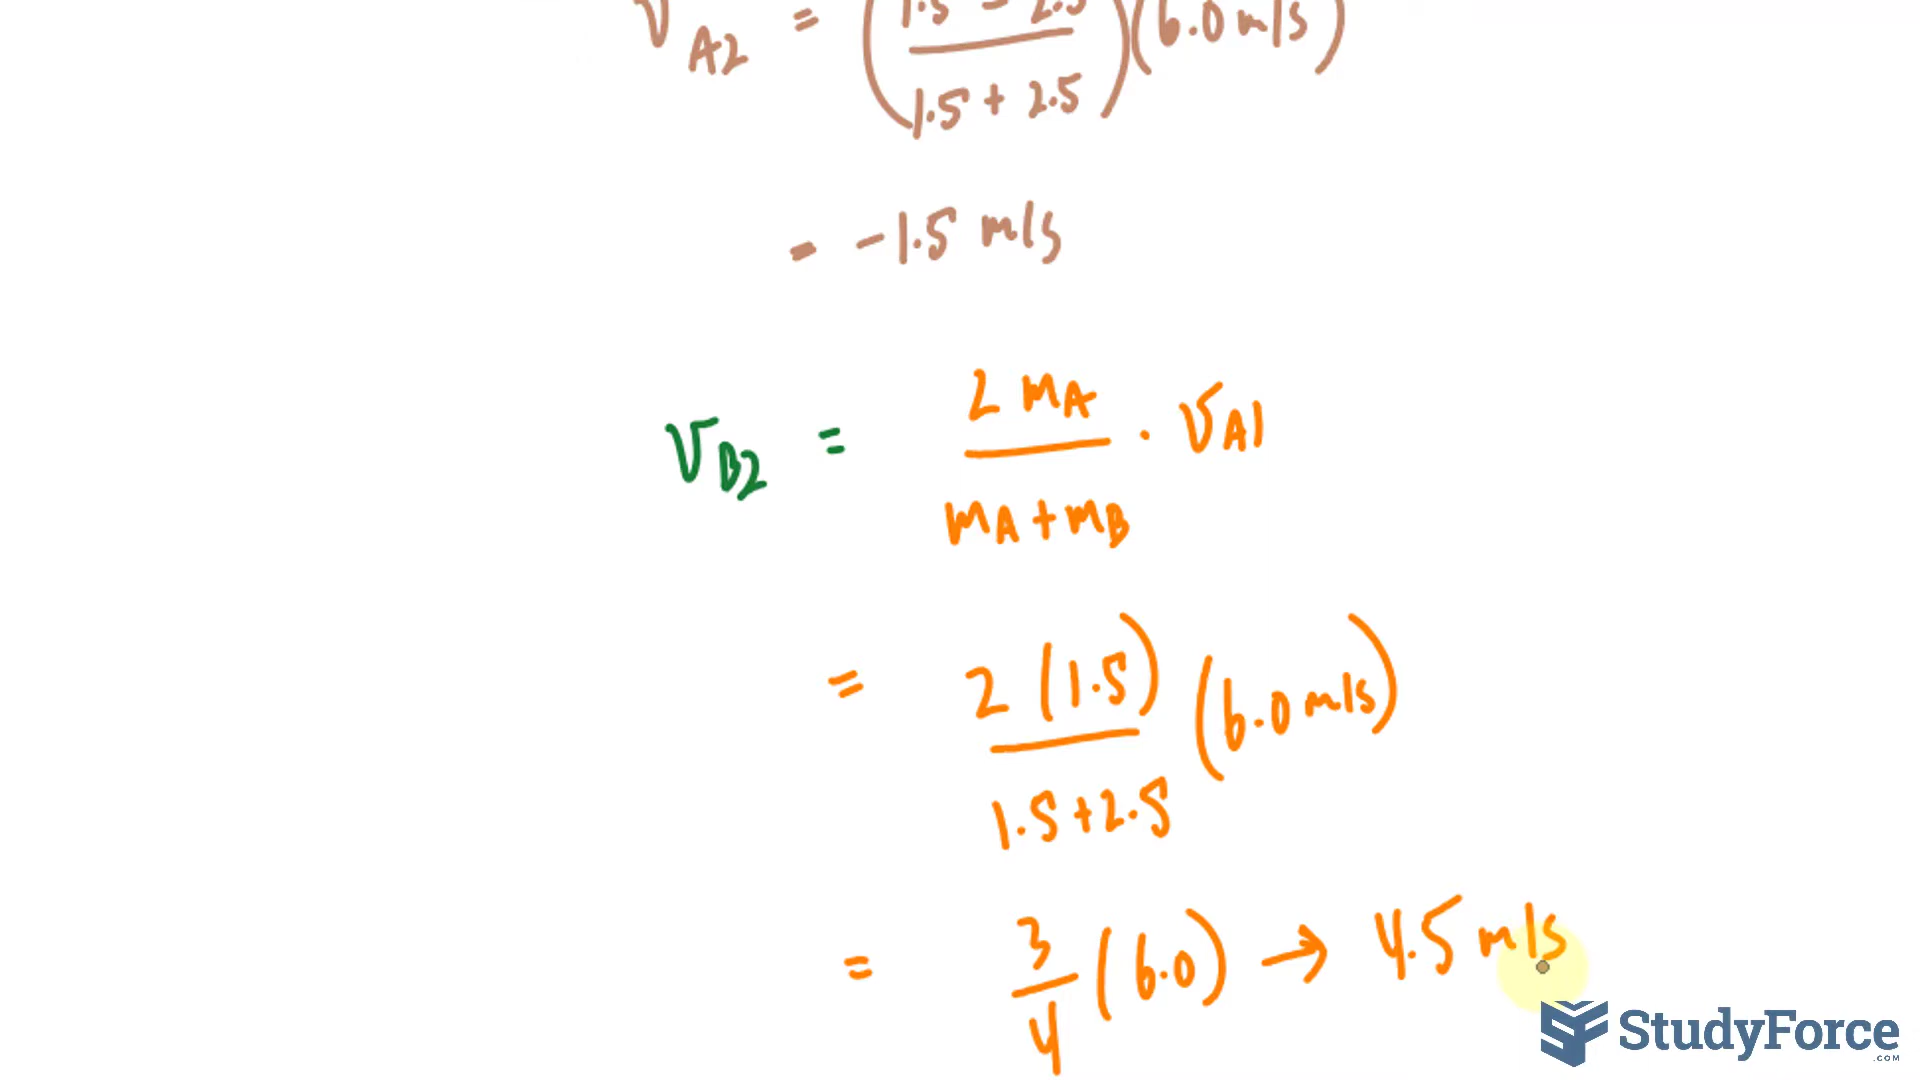 V_A2 = (1.5 - 2.5 / 1.5 + 2.5)(6.0 m/s)
= -1.5 m/s
V_B2 = 2 m_A / m_A + m_B · V_A1
= 2 (1.5) / 1.5 + 2.5 (6.0 m/s)
= 3 / 4 (6.0) → 4.5 m/s
StudyForce
.COM